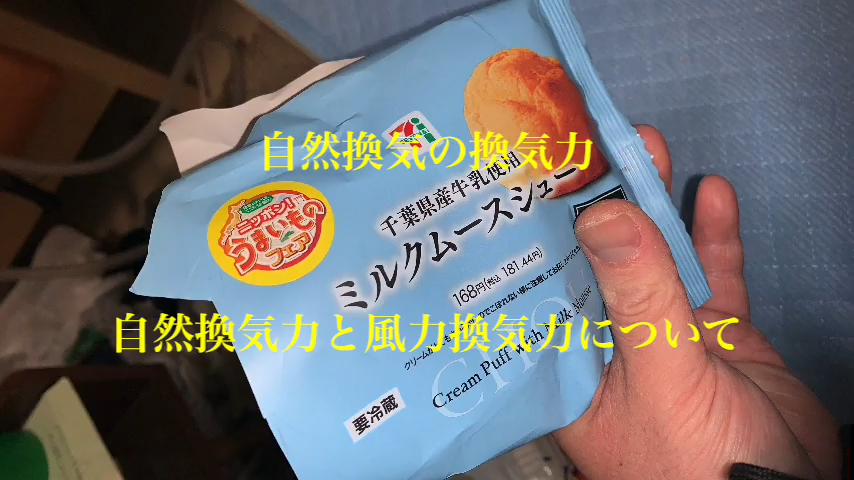 自然換気の換気力
千葉県産牛乳使用
ニッポン!
うまいもの
フェア
ミルクムースシュー
168円(税込 181.44円)
自然換気力と風力換気力について
Cream Puff with Milk Mousse
要冷蔵